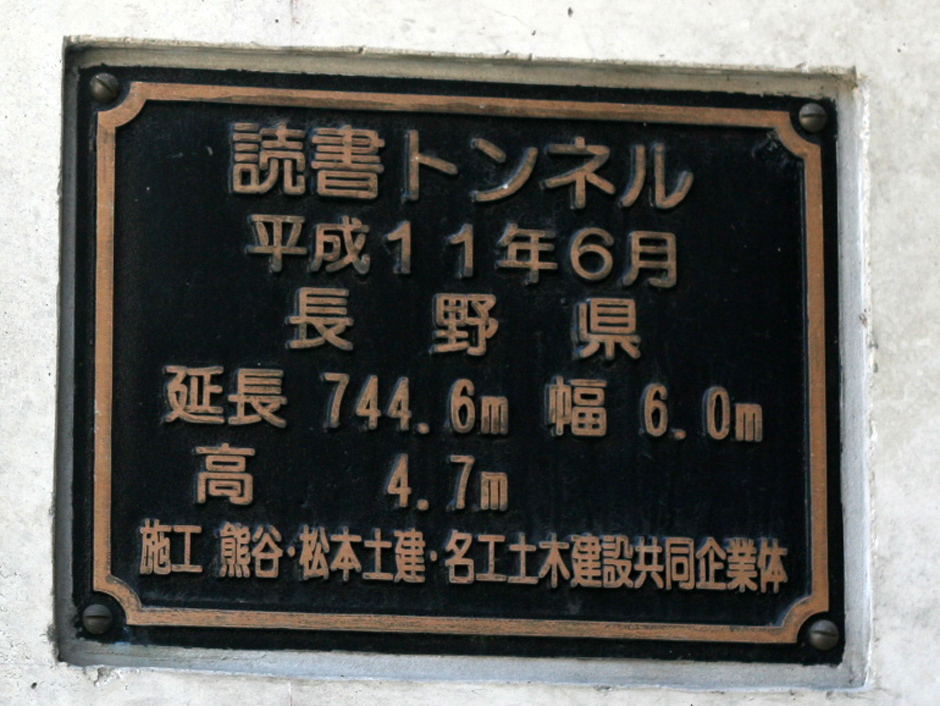 読書トンネル
平成11年6月
長野県
延長 744.6m 幅 6.0m
高 4.7m
施工 熊谷・松本土建・名工土木建設共同企業体